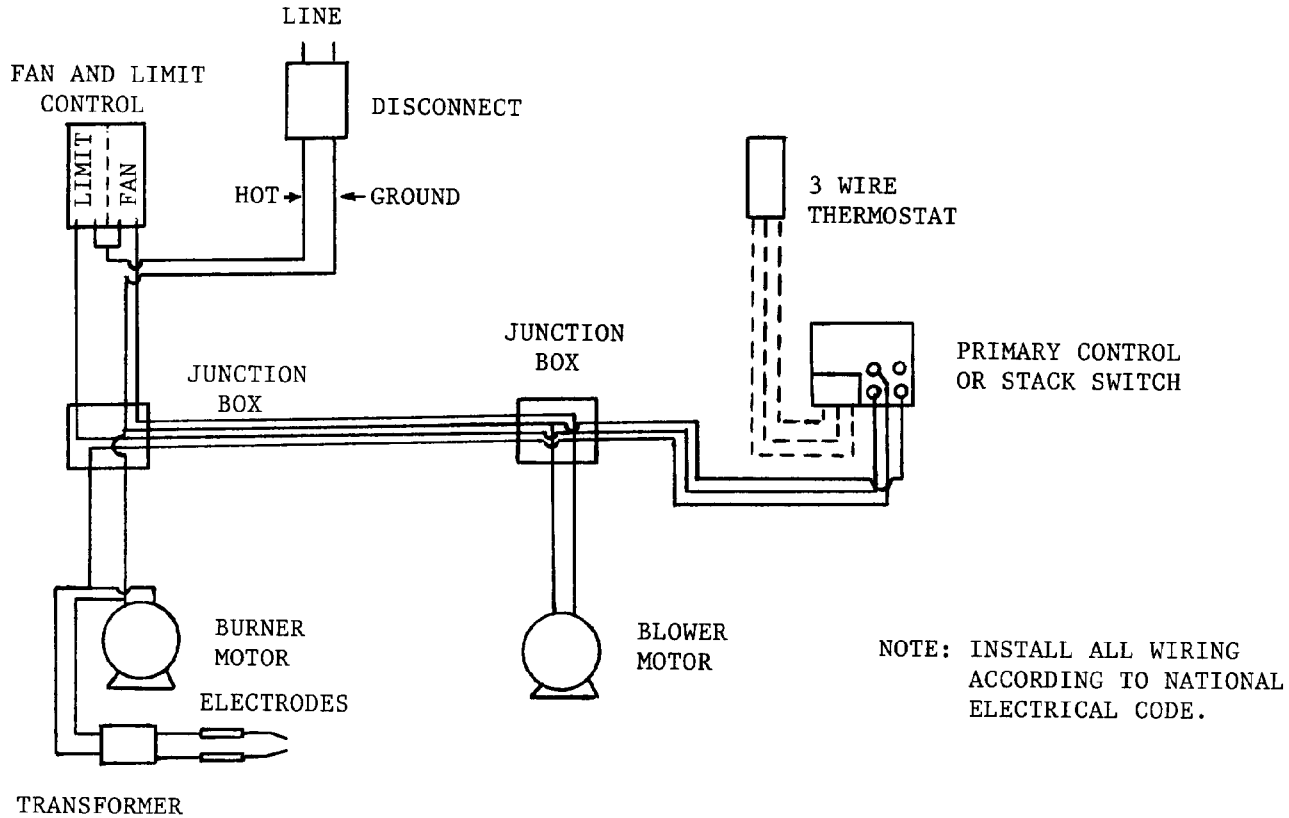 LINE
FAN AND LIMIT
CONTROL
DISCONNECT
LIMIT
FAN
HOT
GROUND
3 WIRE
THERMOSTAT
JUNCTION
BOX
JUNCTION
BOX
PRIMARY CONTROL
OR STACK SWITCH
BURNER
MOTOR
BLOWER
MOTOR
NOTE: INSTALL ALL WIRING
ACCORDING TO NATIONAL
ELECTRICAL CODE.
ELECTRODES
TRANSFORMER